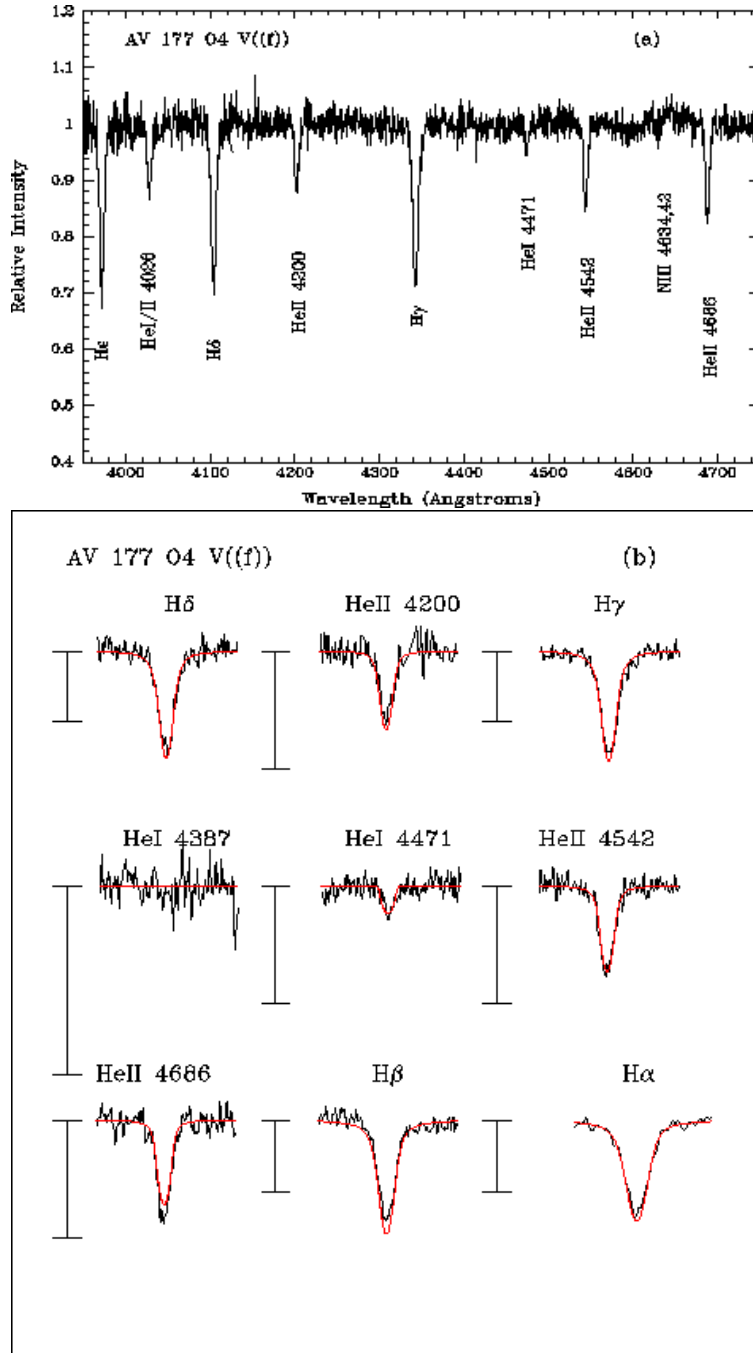 1.2
AV 177 O4 V((f))
(a)
1.1
1
0.9
0.8
0.7
0.6
0.5
0.4
Relative Intensity
Hε
HeI/II 4026
Hδ
HeII 4200
Hγ
HeI 4471
HeII 4542
NIII 4634,42
HeII 4686
4000 4100 4200 4300 4400 4500 4600 4700
Wavelength (Angstroms)
AV 177 O4 V((f))
(b)
Hδ HeII 4200 Hγ
HeI 4387 HeI 4471 HeII 4542
HeII 4686 Hβ Hα